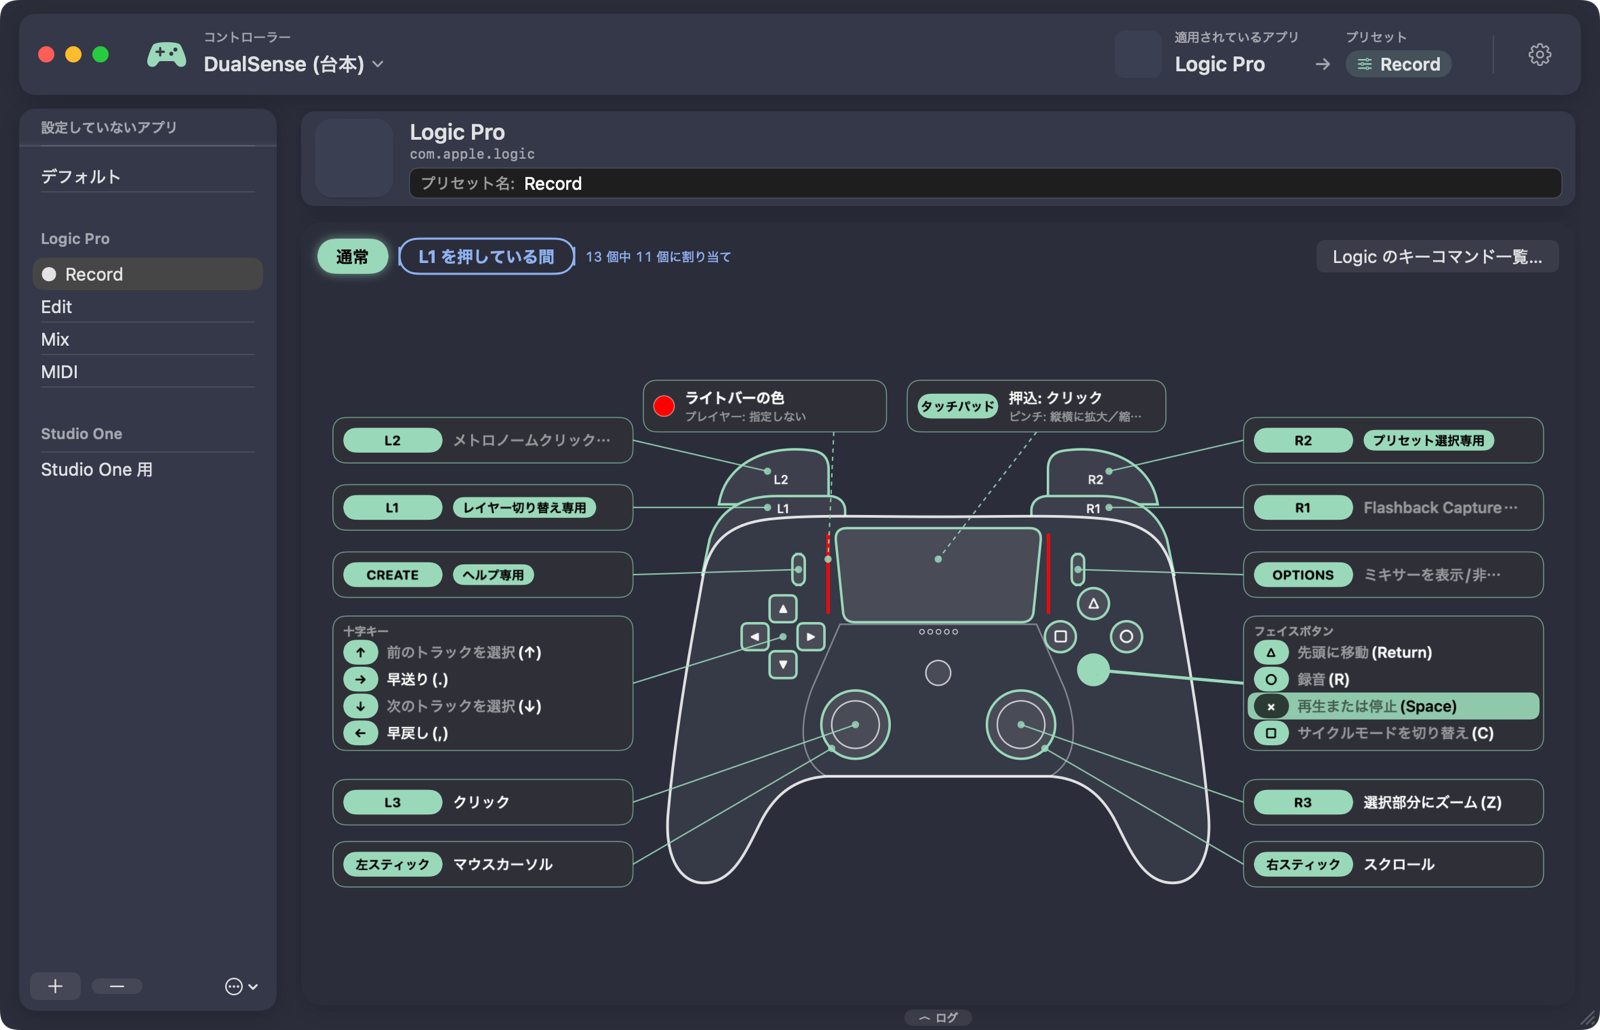 コントローラー
DualSense (台本)
適用されているアプリ
Logic Pro
→
プリセット
Record
設定していないアプリ
デフォルト
Logic Pro
Record
Edit
Mix
MIDI
Studio One
Studio One 用
Logic Pro
com.apple.logic
プリセット名: Record
通常
L1 を押している間
13 個中 11 個に割り当て
Logic のキーコマンド一覧...
ライトバーの色
プレイヤー: 指定しない
タッチパッド
押込: クリック
ピンチ: 縦横に拡大／縮…
L2 メトロノームクリック…
L1 レイヤー切り替え専用
CREATE ヘルプ専用
十字キー
↑ 前のトラックを選択 (↑)
→ 早送り (.)
↓ 次のトラックを選択 (↓)
← 早戻し (,)
L3 クリック
左スティック マウスカーソル
L2
L1
R2
R1
R2 プリセット選択専用
R1 Flashback Capture…
OPTIONS ミキサーを表示/非…
フェイスボタン
△ 先頭に移動 (Return)
○ 録音 (R)
× 再生または停止 (Space)
□ サイクルモードを切り替え (C)
R3 選択部分にズーム (Z)
右スティック スクロール
ログ